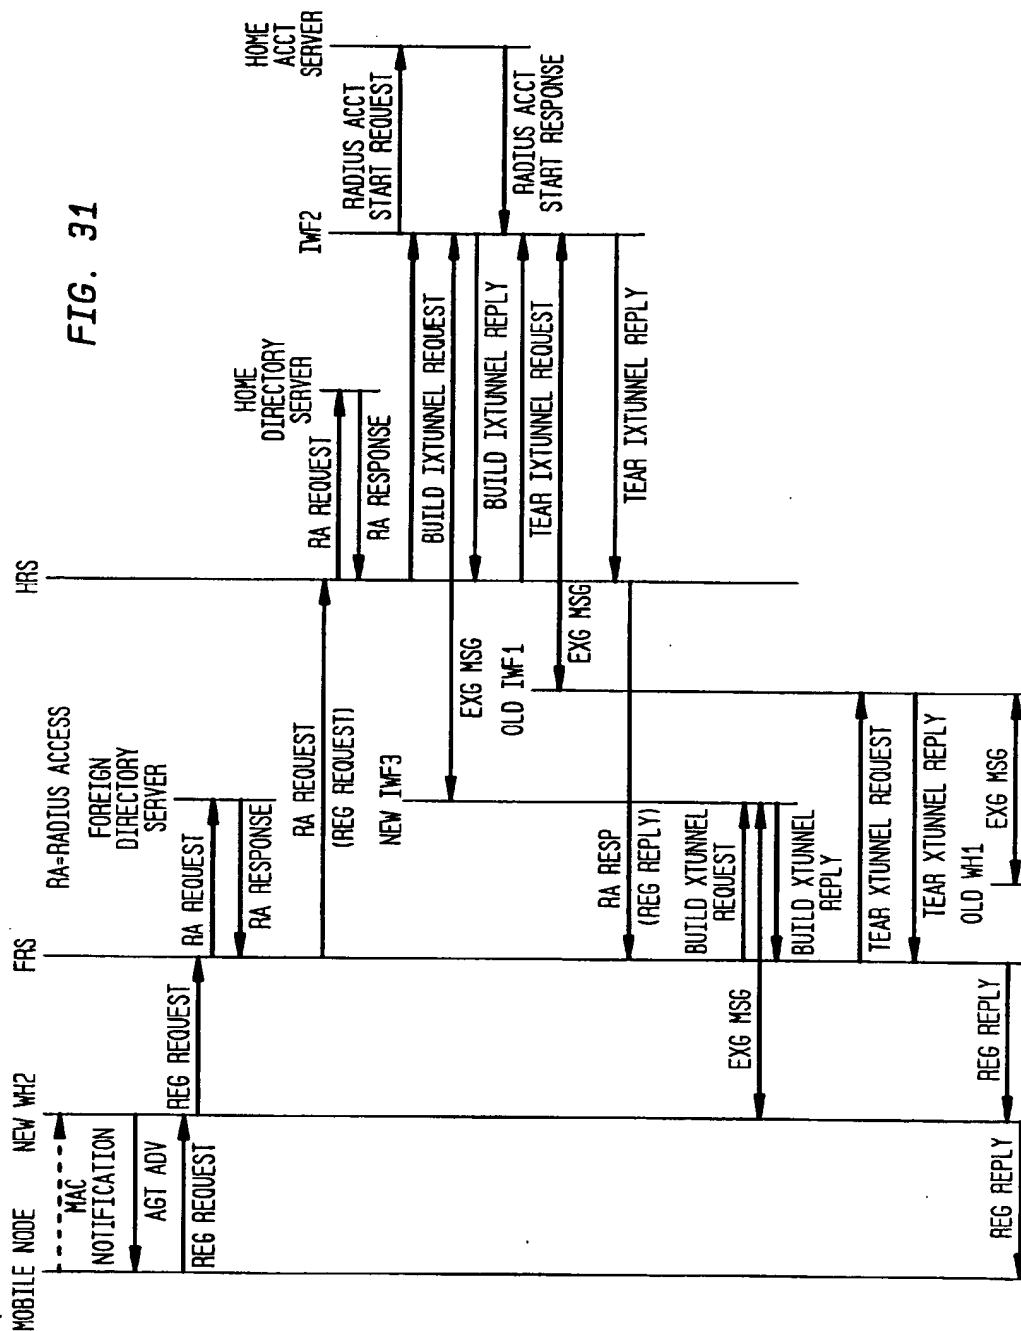 FIG. 31
RA=RADIUS ACCESS
MOBILE NODE
NEW WH2
FRS
FOREIGN
DIRECTORY
SERVER
HRS
HOME
DIRECTORY
SERVER
IWF2
HOME
ACCT
SERVER
MAC
NOTIFICATION
AGT ADV
REG REQUEST
REG REQUEST
RA REQUEST
RA RESPONSE
RA REQUEST
(REG REQUEST)
RA REQUEST
RA RESPONSE
RADIUS ACCT
START REQUEST
BUILD IXTUNNEL REQUEST
NEW IWF3
EXG MSG
BUILD IXTUNNEL REPLY
RADIUS ACCT
START RESPONSE
TEAR IXTUNNEL REQUEST
OLD IWF1
EXG MSG
TEAR IXTUNNEL REPLY
RA RESP
(REG REPLY)
BUILD XTUNNEL
REQUEST
EXG MSG
BUILD XTUNNEL
REPLY
TEAR XTUNNEL REQUEST
TEAR XTUNNEL REPLY
OLD WH1
EXG MSG
REG REPLY
REG REPLY